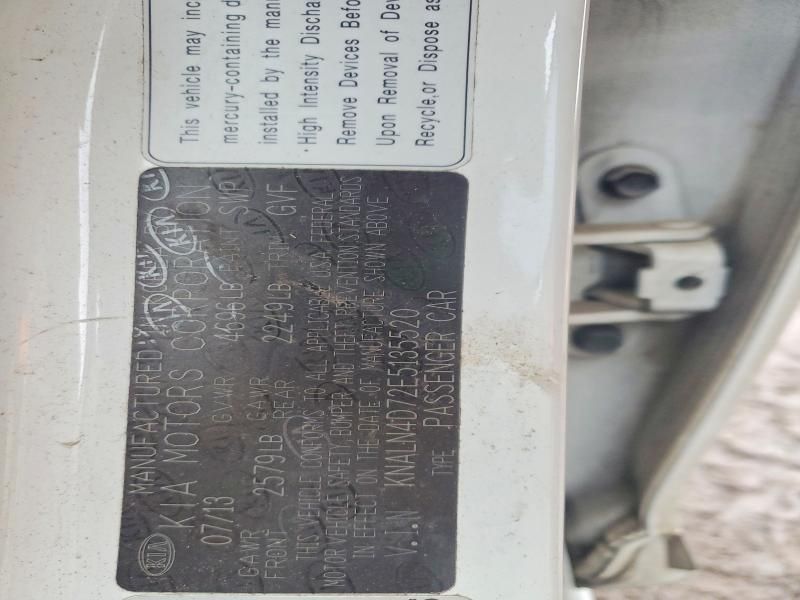 This vehicle may inc
mercury-containing d
installed by the man
· High Intensity Discha
Remove Devices Befo
Upon Removal of Dev
Recycle,or Dispose as
KIA
MANUFACTURED BY
KIA MOTORS CORPORATION
07/13 GVWR 4696LB PAINT SWP
GAWR FRONT 2579LB GAWR REAR 2249LB TRIM GVF
THIS VEHICLE CONFORMS TO ALL APPLICABLE U.S.A FEDERAL
MOTOR VEHICLE SAFETY, BUMPER, AND THEFT PREVENTION STANDARDS
IN EFFECT ON THE DATE OF MANUFACTURE SHOWN ABOVE
V.I.N KNALN4D72E5135520
TYPE PASSENGER CAR